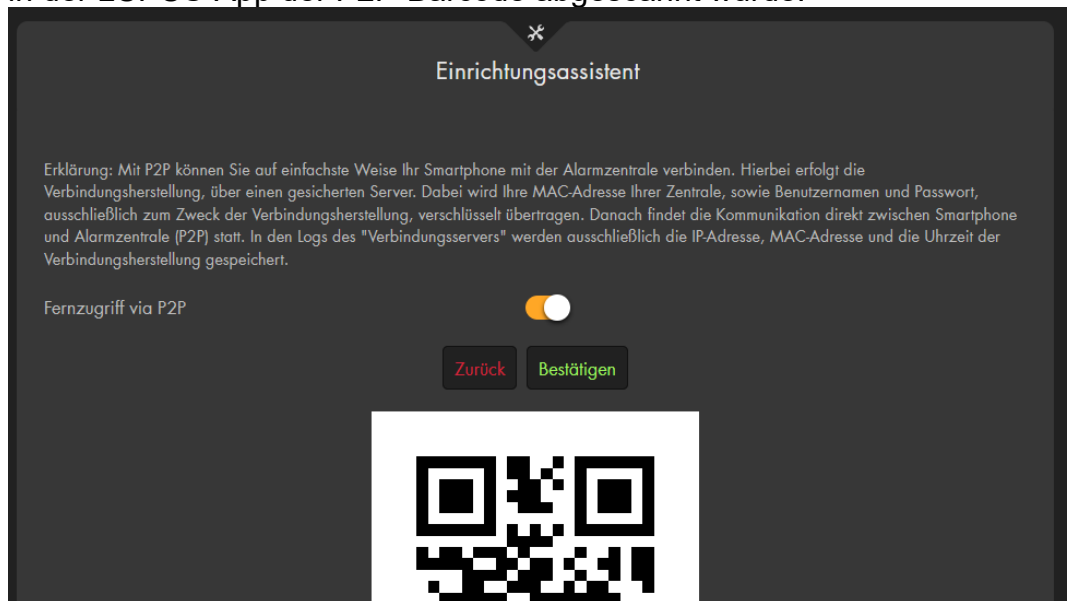 Einrichtungsassistent
Erklärung: Mit P2P können Sie auf einfachste Weise Ihr Smartphone mit der Alarmzentrale verbinden. Hierbei erfolgt die
Verbindungsherstellung, über einen gesicherten Server. Dabei wird Ihre MAC-Adresse Ihrer Zentrale, sowie Benutzernamen und Passwort,
ausschließlich zum Zweck der Verbindungsherstellung, verschlüsselt übertragen. Danach findet die Kommunikation direkt zwischen Smartphone
und Alarmzentrale (P2P) statt. In den Logs des "Verbindungsservers" werden ausschließlich die IP-Adresse, MAC-Adresse und die Uhrzeit der
Verbindungsherstellung gespeichert.
Fernzugriff via P2P
Zurück Bestätigen